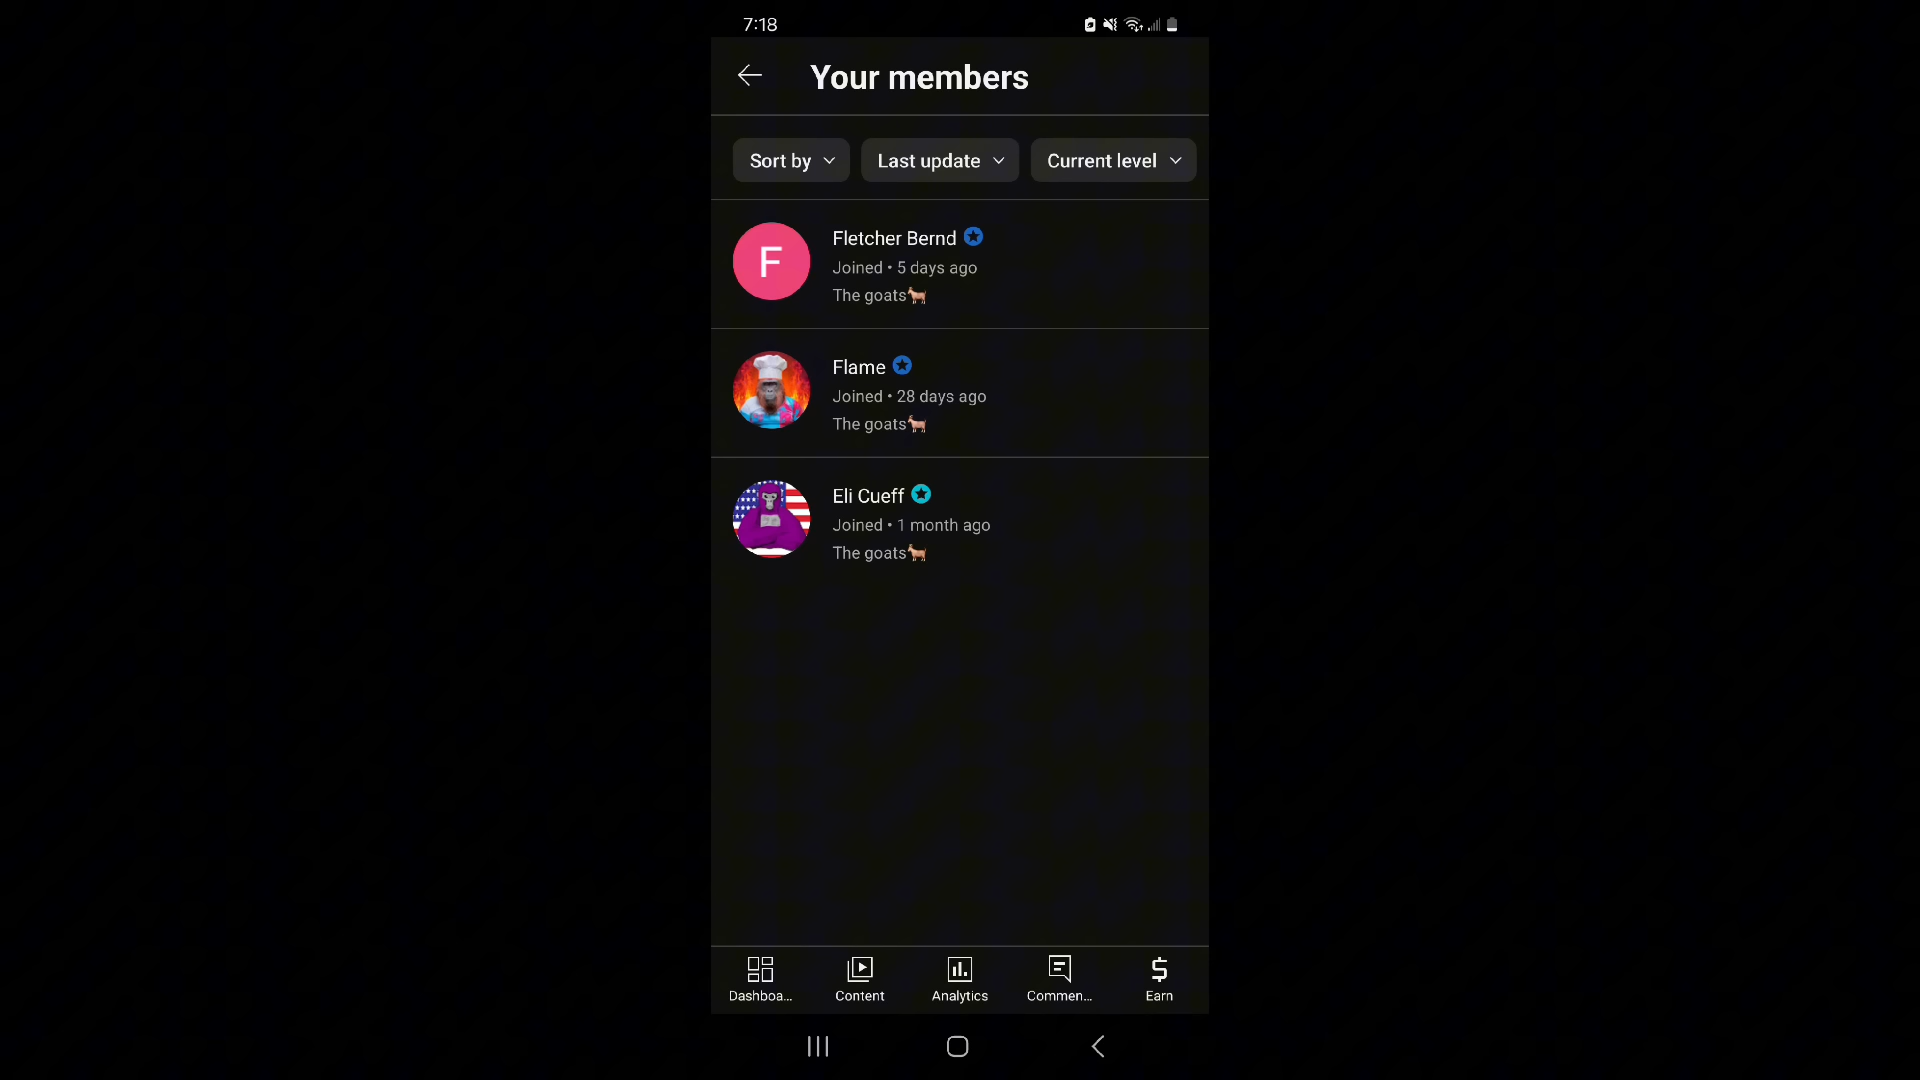 7:18
Your members
Sort by
Last update
Current level
F
Fletcher Bernd
Joined • 5 days ago
The goats🐐
Flame
Joined • 28 days ago
The goats🐐
Eli Cueff
Joined • 1 month ago
The goats🐐
Dashboa...
Content
Analytics
Commen...
Earn